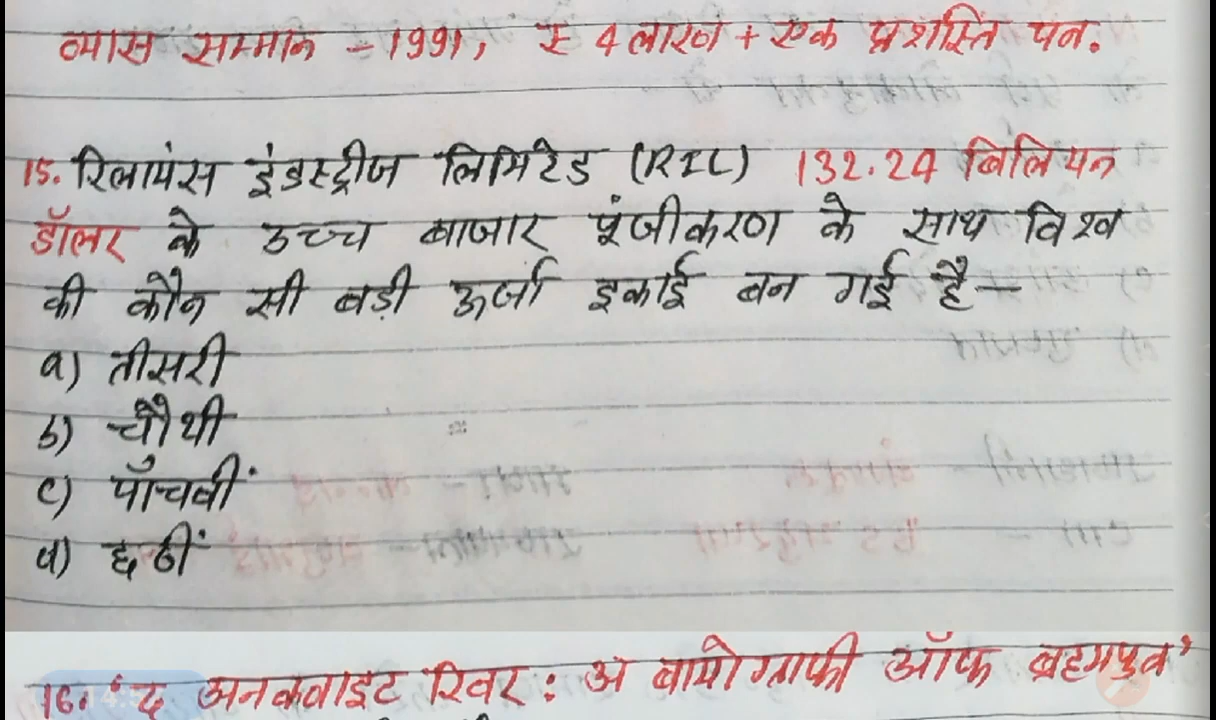 व्यास सम्मान - 1991, ₹ 4 लाख + एक प्रशस्ति पत्र.
15. रिलायंस इंडस्ट्रीज लिमिटेड (RIL) 132.24 बिलियन
डॉलर के उच्च बाजार पूंजीकरण के साथ विश्व
की कौन सी बड़ी ऊर्जा इकाई बन गई है—
a) तीसरी
b) चौथी
c) पाँचवीं
d) छठीं
16. 'द अनक्वाइट रिवर : अ बायोग्राफी ऑफ ब्रह्मपुत्र'